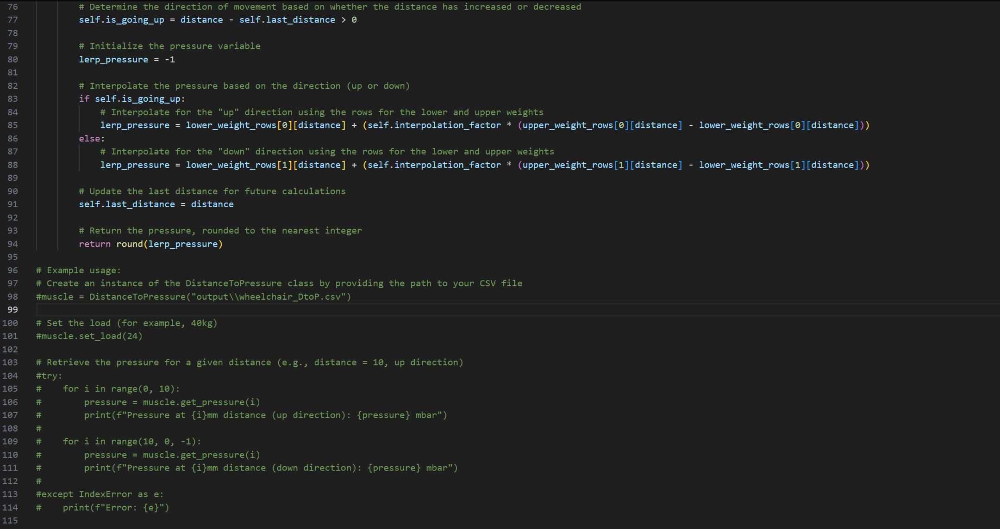 76 # Determine the direction of movement based on whether the distance has increased or decreased
77 self.is_going_up = distance - self.last_distance > 0
78
79 # Initialize the pressure variable
80 lerp_pressure = -1
81
82 # Interpolate the pressure based on the direction (up or down)
83 if self.is_going_up:
84 # Interpolate for the "up" direction using the rows for the lower and upper weights
85 lerp_pressure = lower_weight_rows[0][distance] + (self.interpolation_factor * (upper_weight_rows[0][distance] - lower_weight_rows[0][distance]))
86 else:
87 # Interpolate for the "down" direction using the rows for the lower and upper weights
88 lerp_pressure = lower_weight_rows[1][distance] + (self.interpolation_factor * (upper_weight_rows[1][distance] - lower_weight_rows[1][distance]))
89
90 # Update the last distance for future calculations
91 self.last_distance = distance
92
93 # Return the pressure, rounded to the nearest integer
94 return round(lerp_pressure)
95
96 # Example usage:
97 # Create an instance of the DistanceToPressure class by providing the path to your CSV file
98 #muscle = DistanceToPressure("output\\wheelchair_DtoP.csv")
99
100 # Set the load (for example, 40kg)
101 #muscle.set_load(24)
102
103 # Retrieve the pressure for a given distance (e.g., distance = 10, up direction)
104 #try:
105 #    for i in range(0, 10):
106 #        pressure = muscle.get_pressure(i)
107 #        print(f"Pressure at {i}mm distance (up direction): {pressure} mbar")
108 #
109 #    for i in range(10, 0, -1):
110 #        pressure = muscle.get_pressure(i)
111 #        print(f"Pressure at {i}mm distance (down direction): {pressure} mbar")
112 #
113 #except IndexError as e:
114 #    print(f"Error: {e}")
115